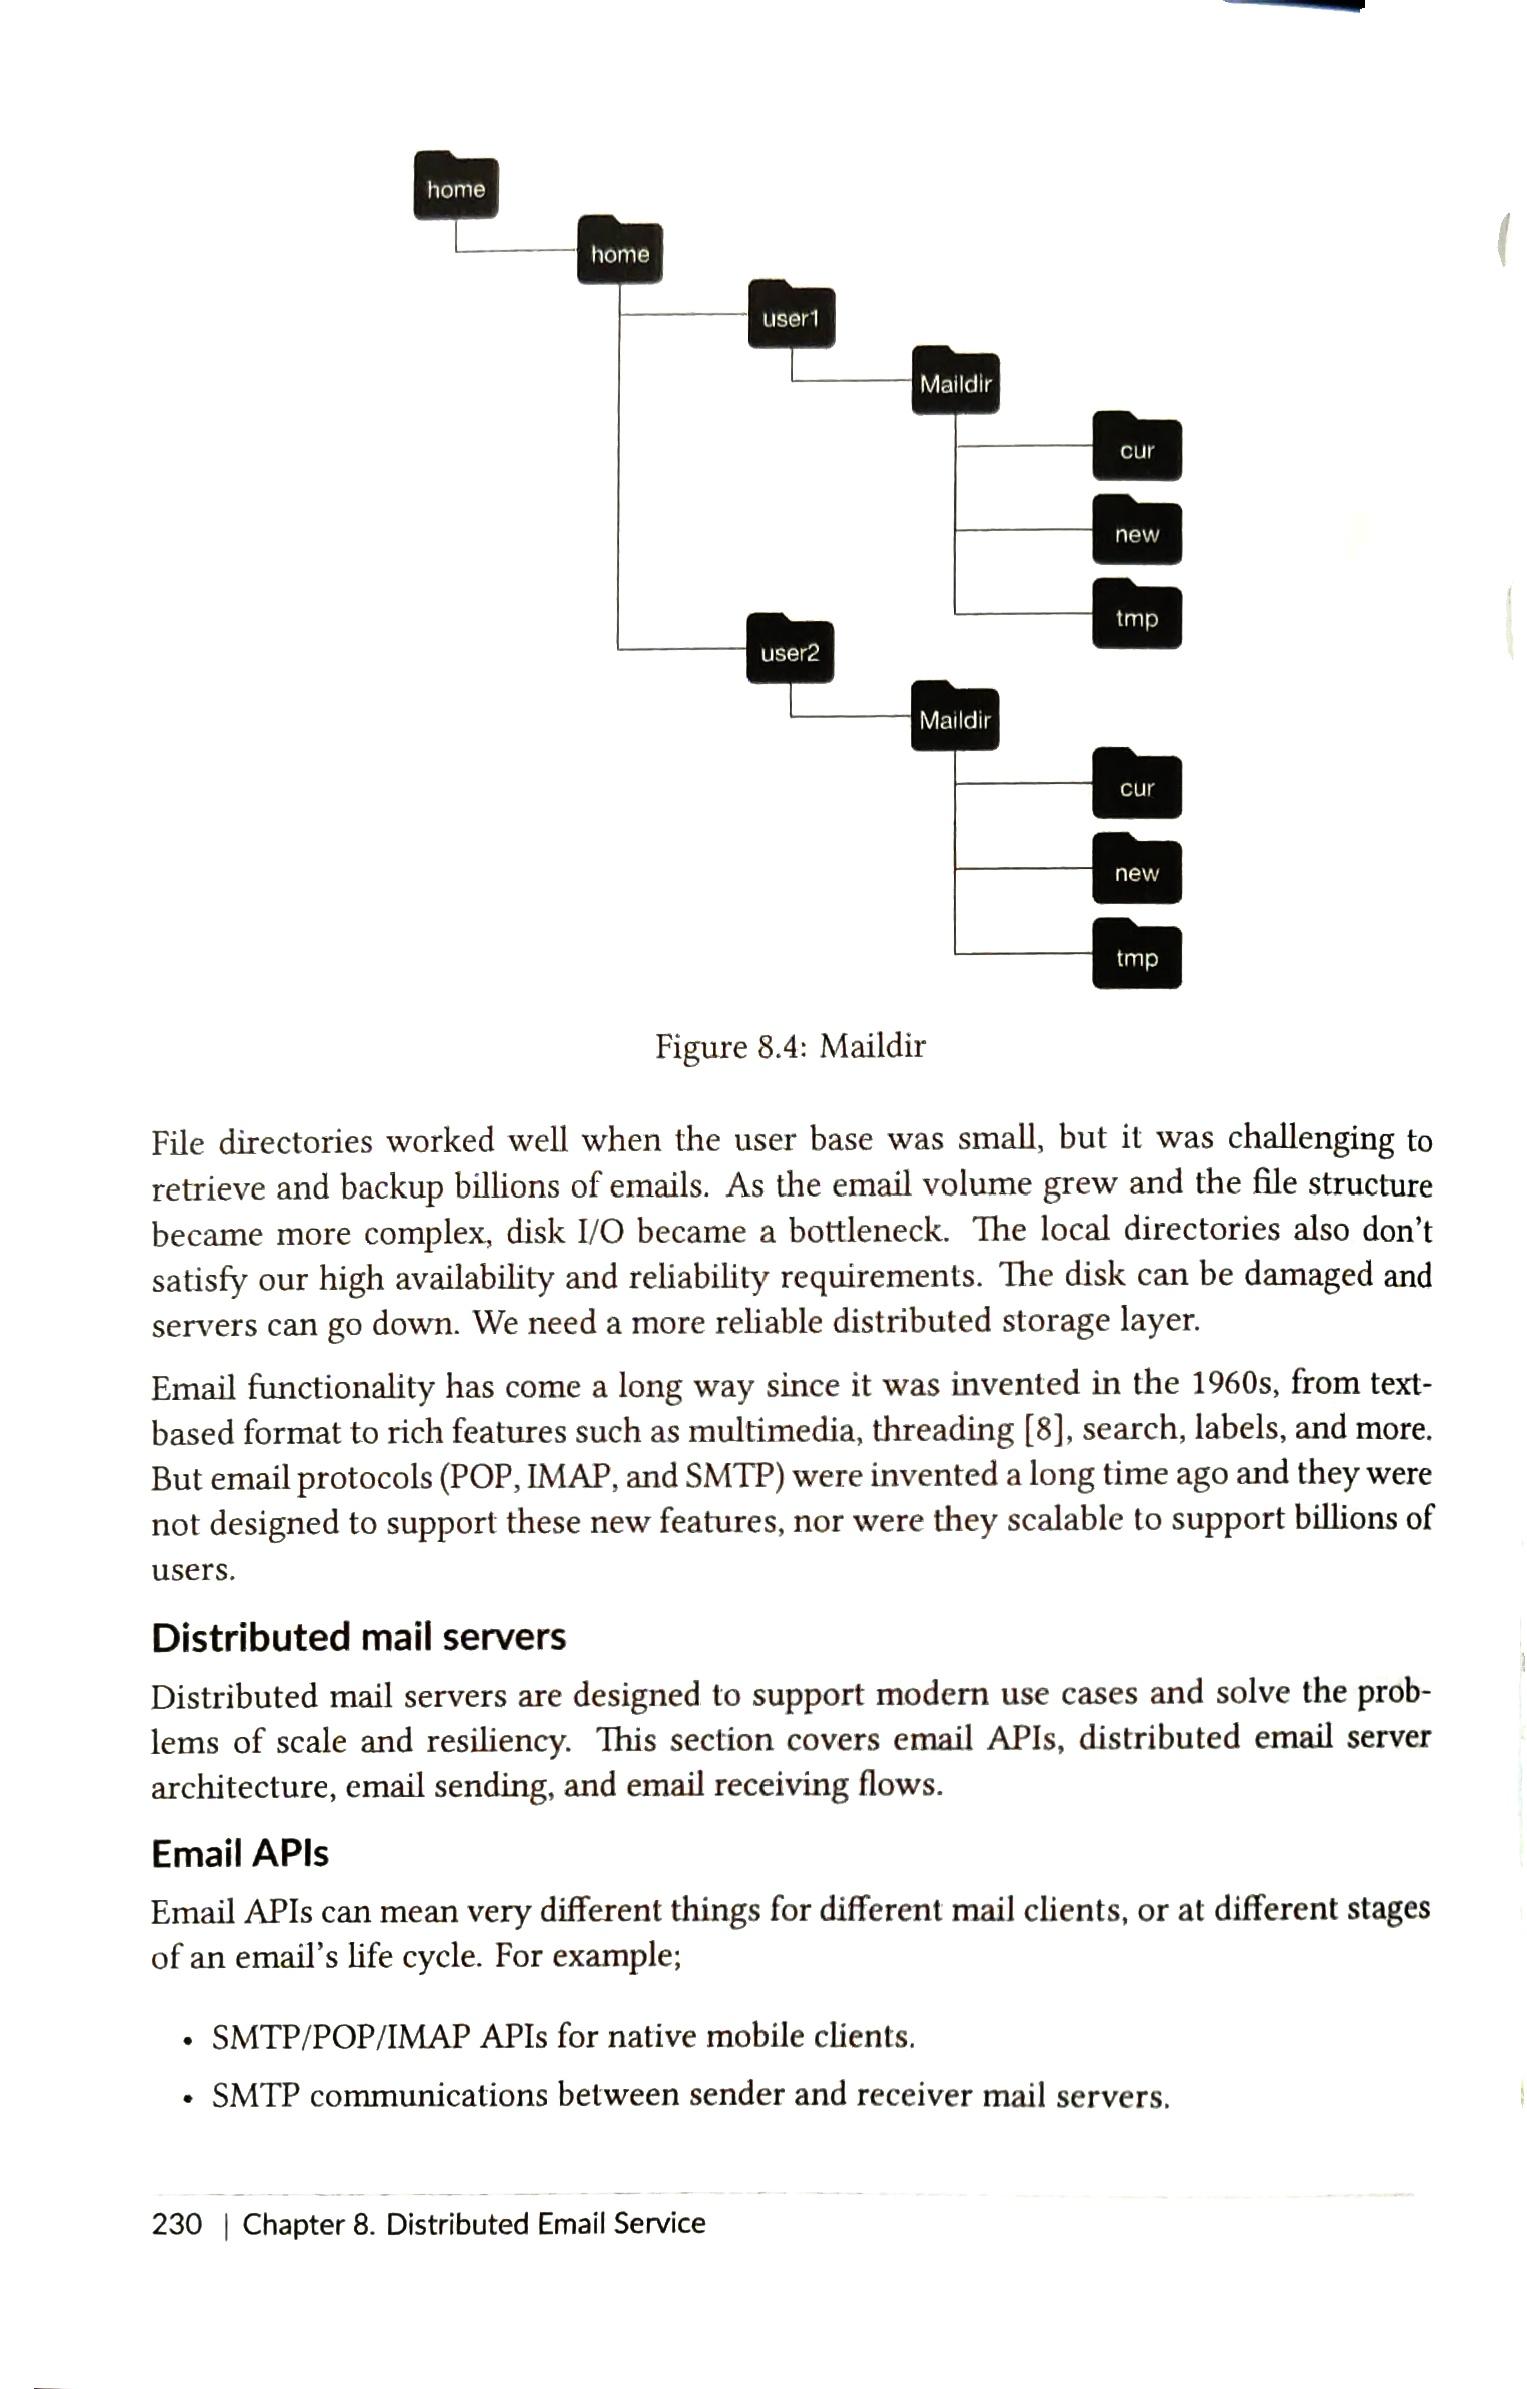 home
home
user1
Maildir
cur
new
tmp
user2
Maildir
cur
new
tmp
Figure 8.4: Maildir
File directories worked well when the user base was small, but it was challenging to
retrieve and backup billions of emails. As the email volume grew and the file structure
became more complex, disk I/O became a bottleneck. The local directories also don't
satisfy our high availability and reliability requirements. The disk can be damaged and
servers can go down. We need a more reliable distributed storage layer.
Email functionality has come a long way since it was invented in the 1960s, from text-
based format to rich features such as multimedia, threading [8], search, labels, and more.
But email protocols (POP, IMAP, and SMTP) were invented a long time ago and they were
not designed to support these new features, nor were they scalable to support billions of
users.
Distributed mail servers
Distributed mail servers are designed to support modern use cases and solve the prob-
lems of scale and resiliency. This section covers email APIs, distributed email server
architecture, email sending, and email receiving flows.
Email APIs
Email APIs can mean very different things for different mail clients, or at different stages
of an email's life cycle. For example;
• SMTP/POP/IMAP APIs for native mobile clients.
• SMTP communications between sender and receiver mail servers.
230 | Chapter 8. Distributed Email Service